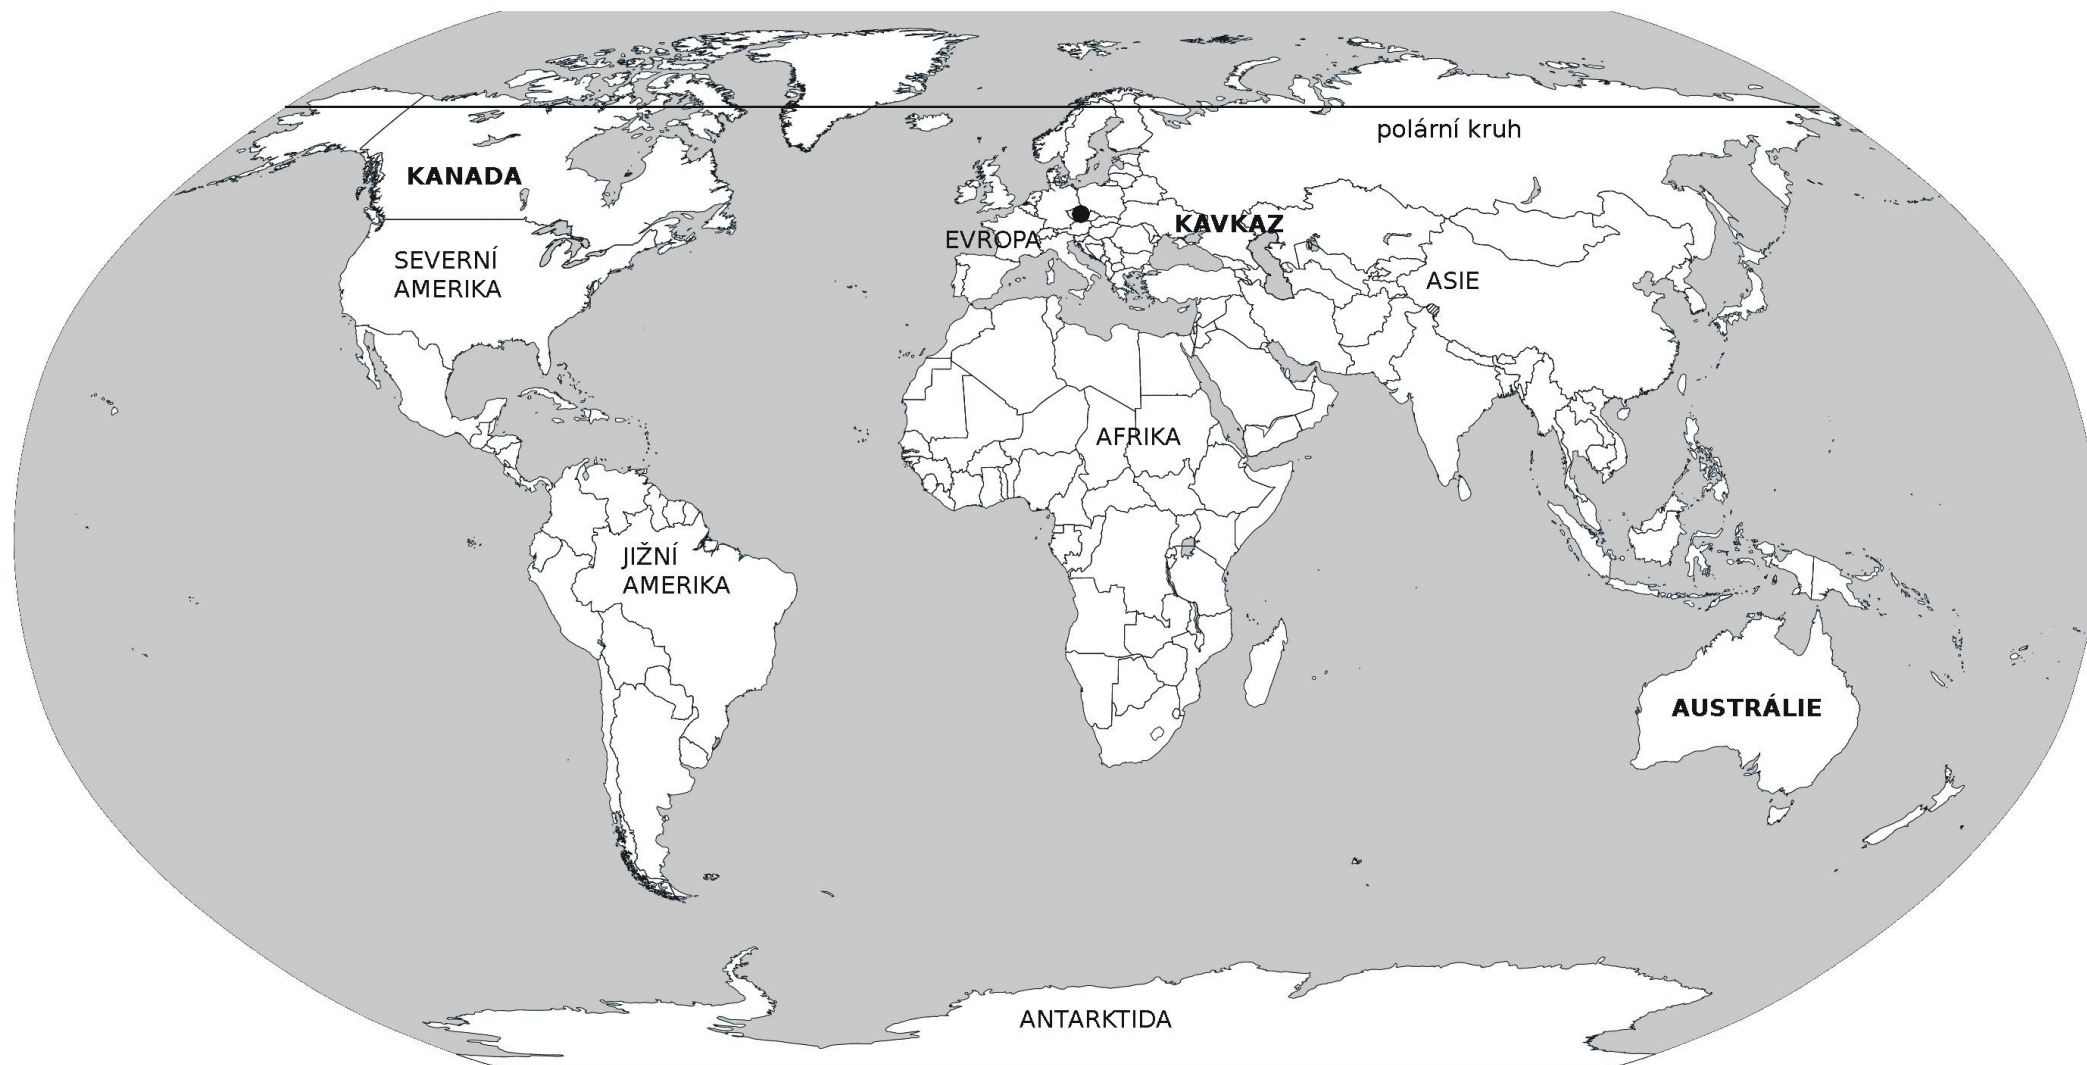 polární kruh
KANADA
KAVKAZ
EVROPA
SEVERNÍ
AMERIKA
ASIE
AFRIKA
JIŽNÍ
AMERIKA
AUSTRÁLIE
ANTARKTIDA